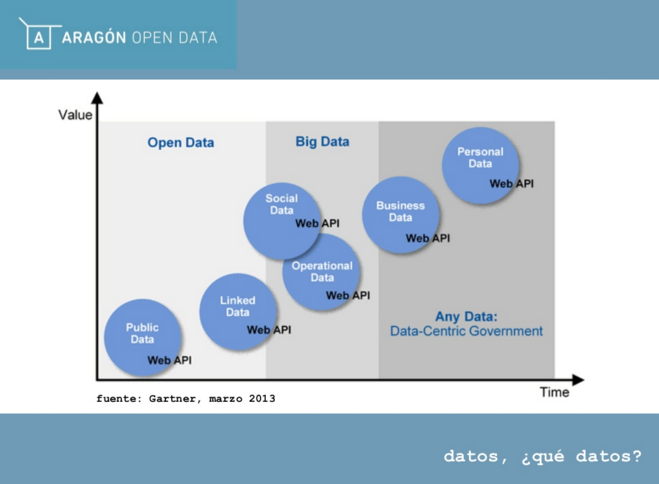 A ARAGÓN OPEN DATA
Value
Open Data
Big Data
Personal
Data
Web API
Social
Data
Web API
Business
Data
Web API
Operational
Data
Web API
Linked
Data
Web API
Public
Data
Web API
Any Data:
Data-Centric Government
Time
fuente: Gartner, marzo 2013
datos, ¿qué datos?